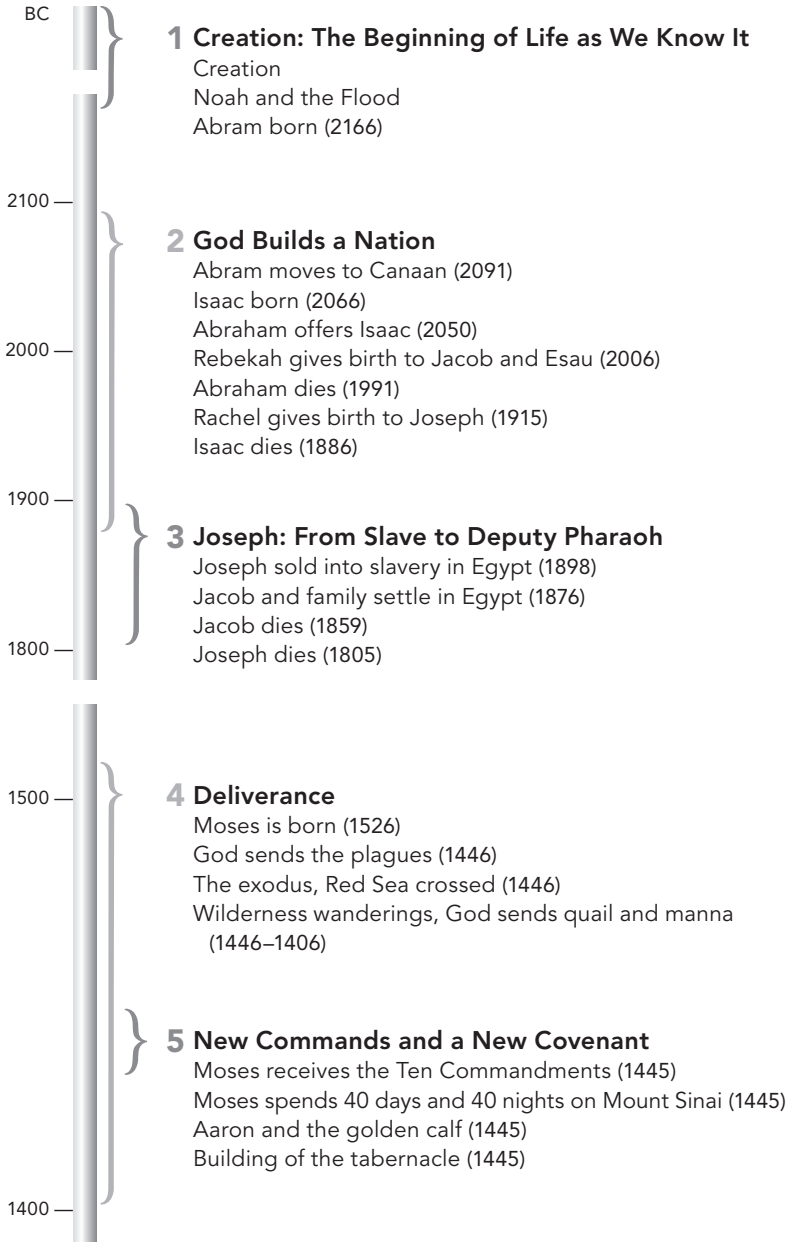 BC
1 Creation: The Beginning of Life as We Know It
Creation
Noah and the Flood
Abram born (2166)
2100
2 God Builds a Nation
Abram moves to Canaan (2091)
Isaac born (2066)
Abraham offers Isaac (2050)
2000
Rebekah gives birth to Jacob and Esau (2006)
Abraham dies (1991)
Rachel gives birth to Joseph (1915)
Isaac dies (1886)
1900
3 Joseph: From Slave to Deputy Pharaoh
Joseph sold into slavery in Egypt (1898)
Jacob and family settle in Egypt (1876)
Jacob dies (1859)
1800
Joseph dies (1805)
4 Deliverance
1500
Moses is born (1526)
God sends the plagues (1446)
The exodus, Red Sea crossed (1446)
Wilderness wanderings, God sends quail and manna
(1446–1406)
5 New Commands and a New Covenant
Moses receives the Ten Commandments (1445)
Moses spends 40 days and 40 nights on Mount Sinai (1445)
Aaron and the golden calf (1445)
Building of the tabernacle (1445)
1400